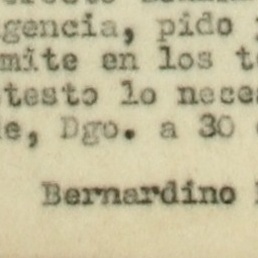 gencia, pido
mite en los t
testo lo nece
e, Dgo. a 30
Bernardino